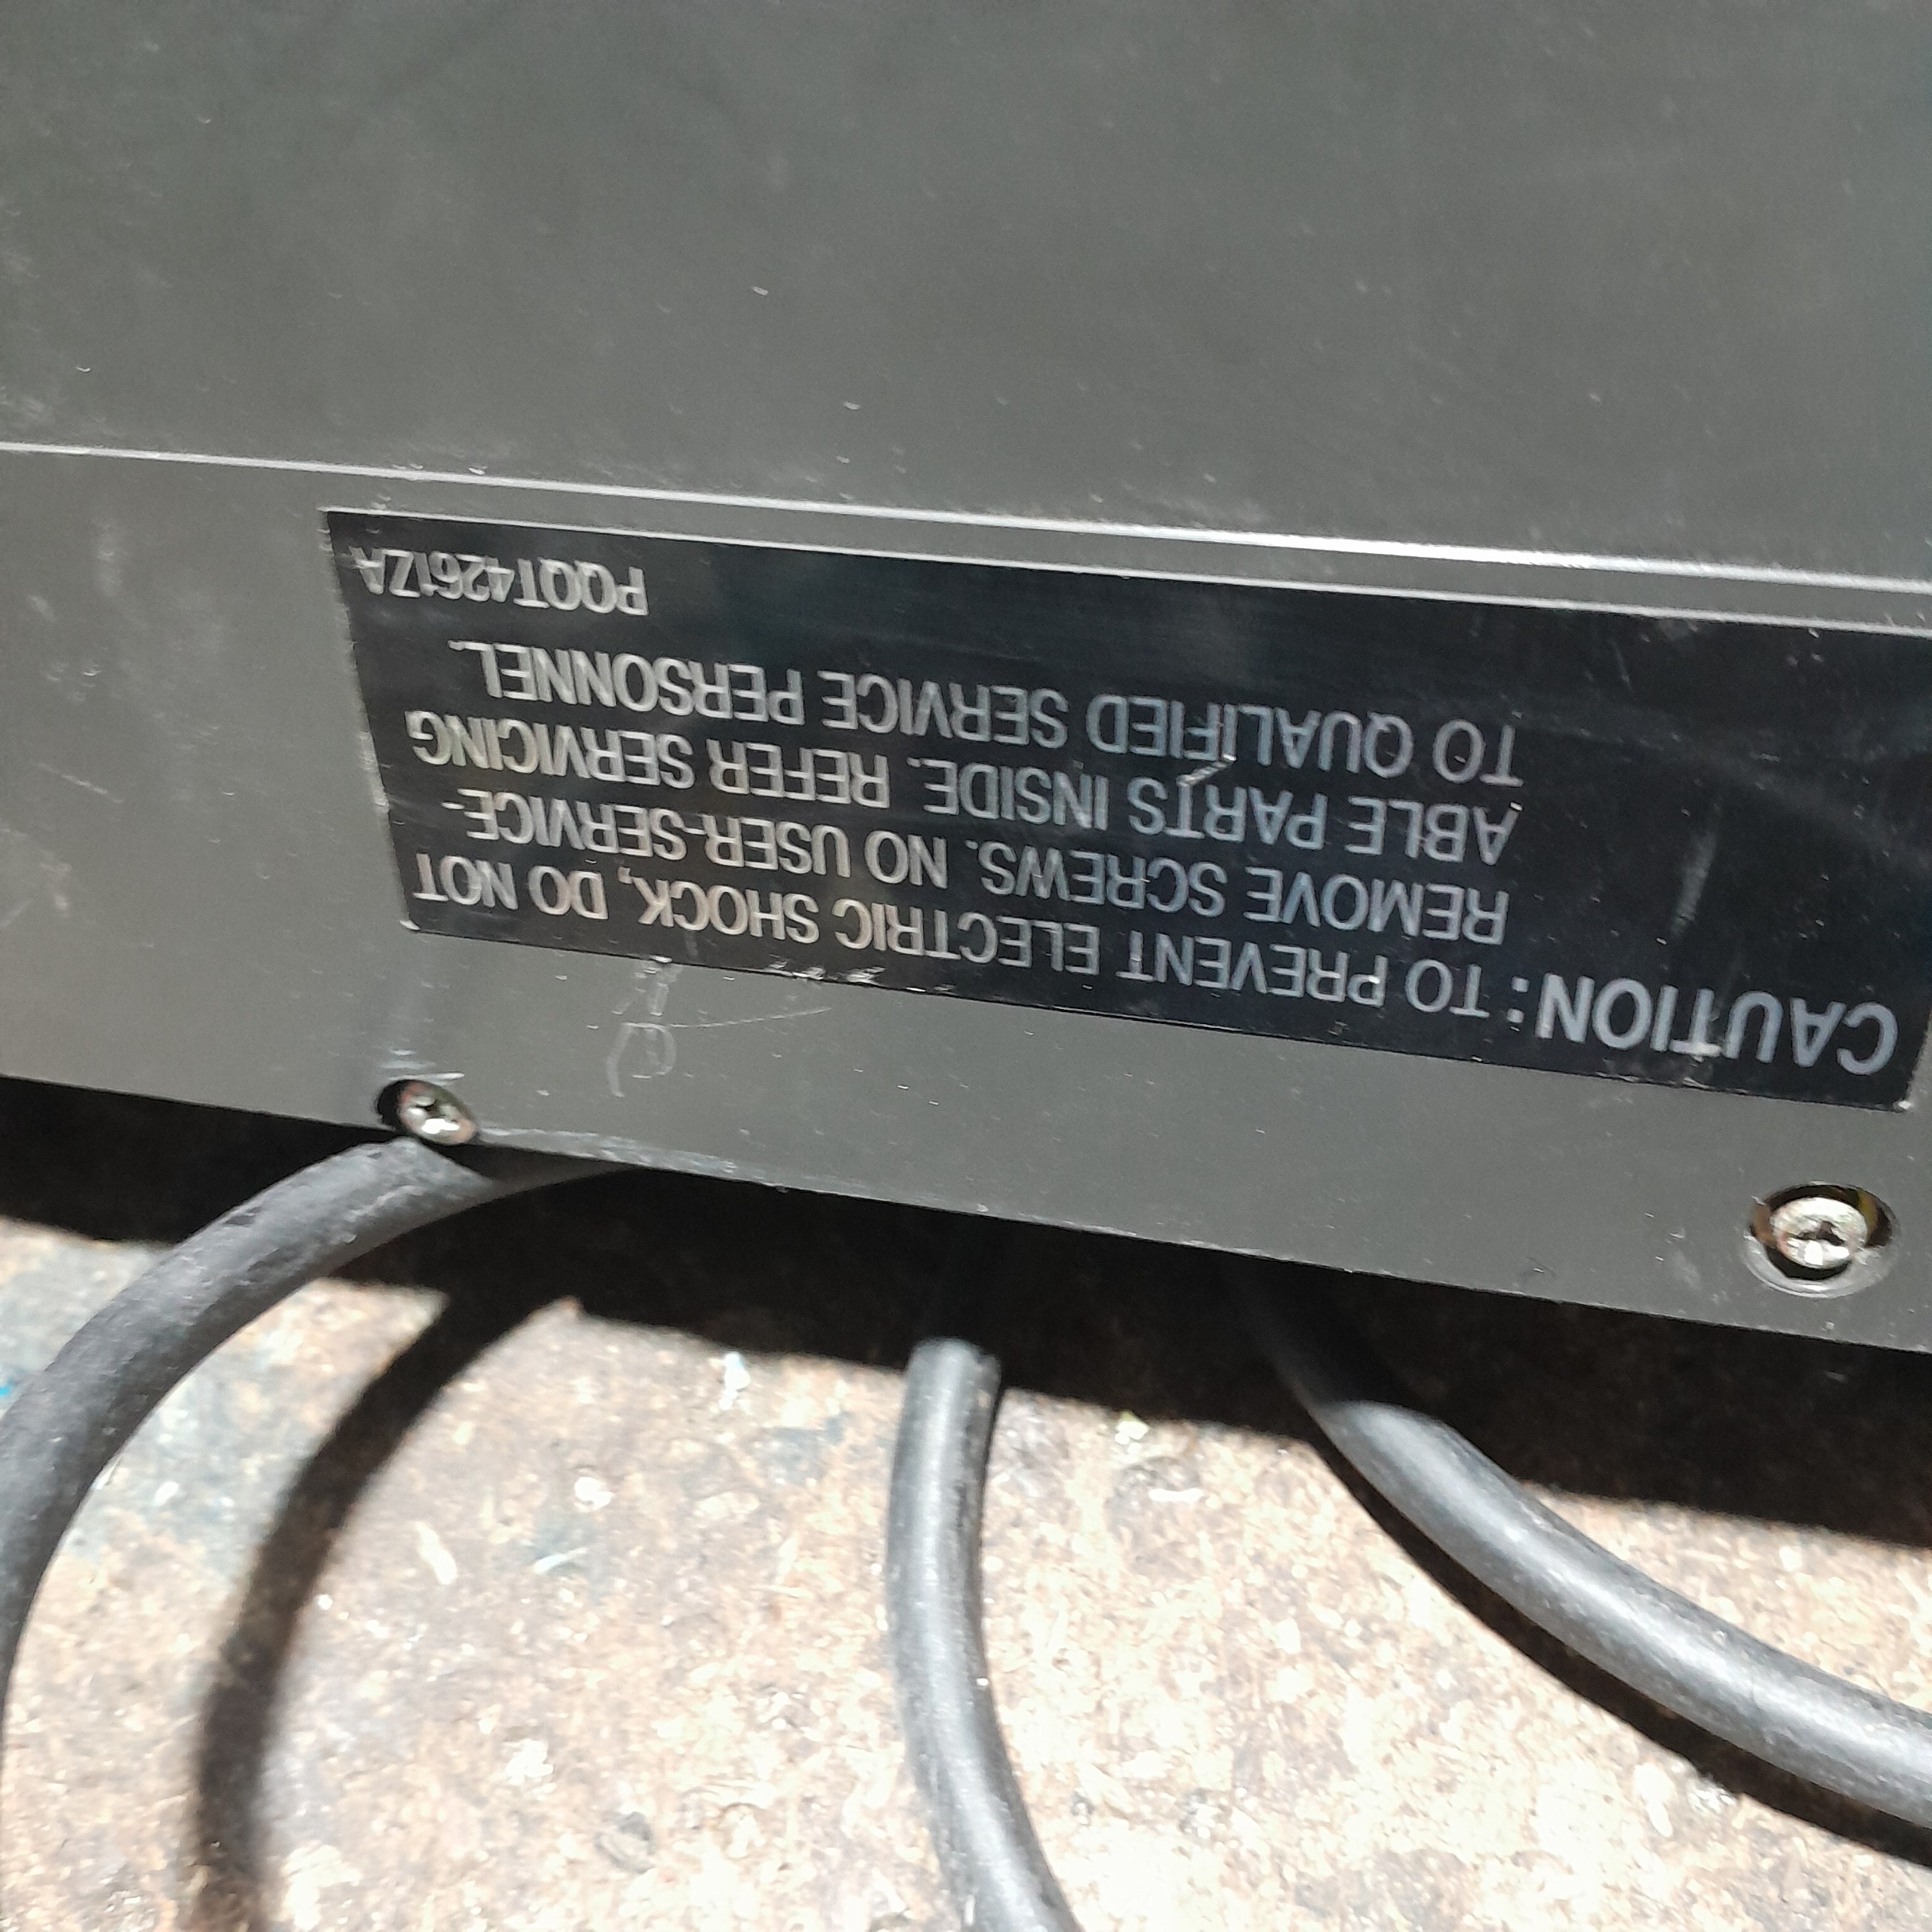 CAUTION: TO PREVENT ELECTRIC SHOCK, DO NOT
REMOVE SCREWS. NO USER-SERVICE-
ABLE PARTS INSIDE. REFER SERVICING
TO QUALIFIED SERVICE PERSONNEL.
PQQT4261ZA